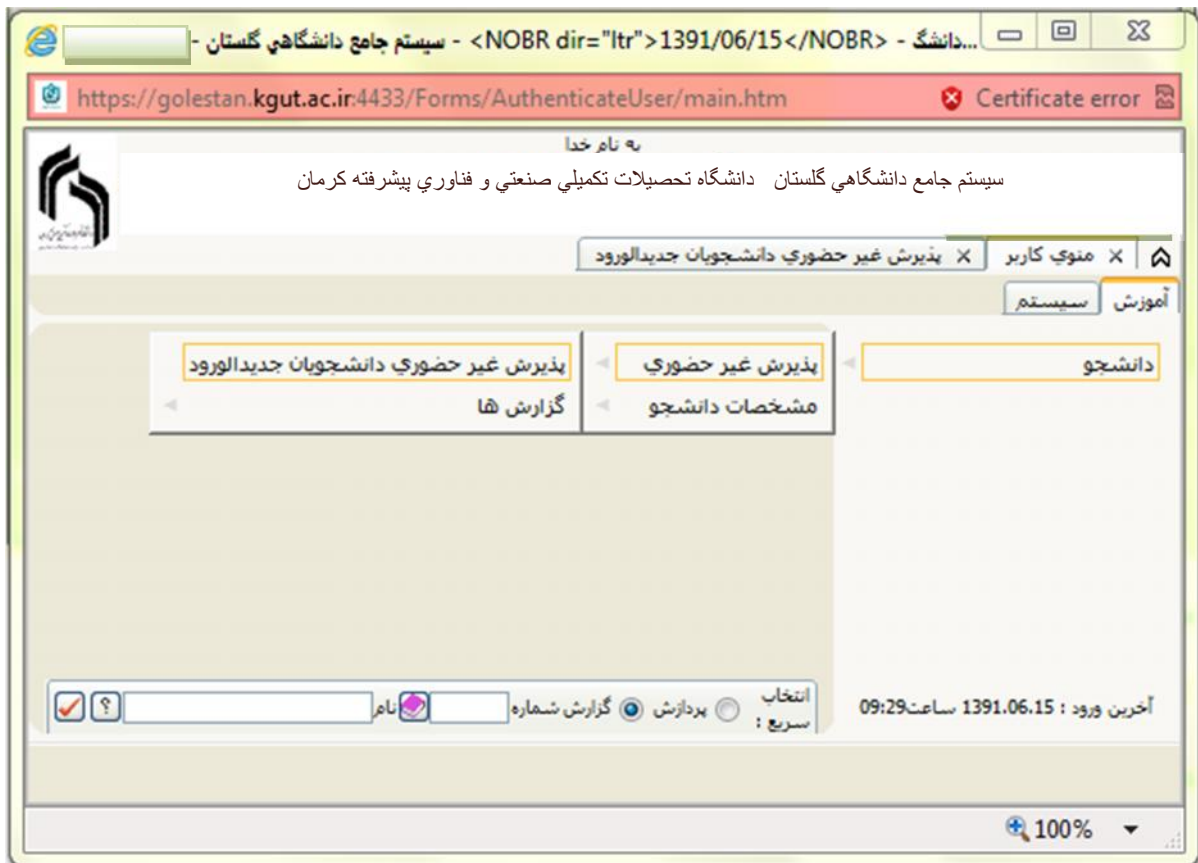 ...دانشگ - <NOBR dir="ltr">1391/06/15</NOBR> - سيستم جامع دانشگاهي گلستان -
https://golestan.kgut.ac.ir:4433/Forms/AuthenticateUser/main.htm Certificate error
به نام خدا
سيستم جامع دانشگاهي گلستان دانشگاه تحصيلات تكميلي صنعتي و فناوري پيشرفته كرمان
منوي کاربر X پذيرش غير حضوري دانشجويان جديدالورود X
آموزش سيستم
دانشجو پذيرش غير حضوري پذيرش غير حضوري دانشجويان جديدالورود
مشخصات دانشجو گزارش ها
آخرين ورود : 1391.06.15 ساعت09:29
انتخاب سريع : پردازش گزارش شماره نام ؟
100%